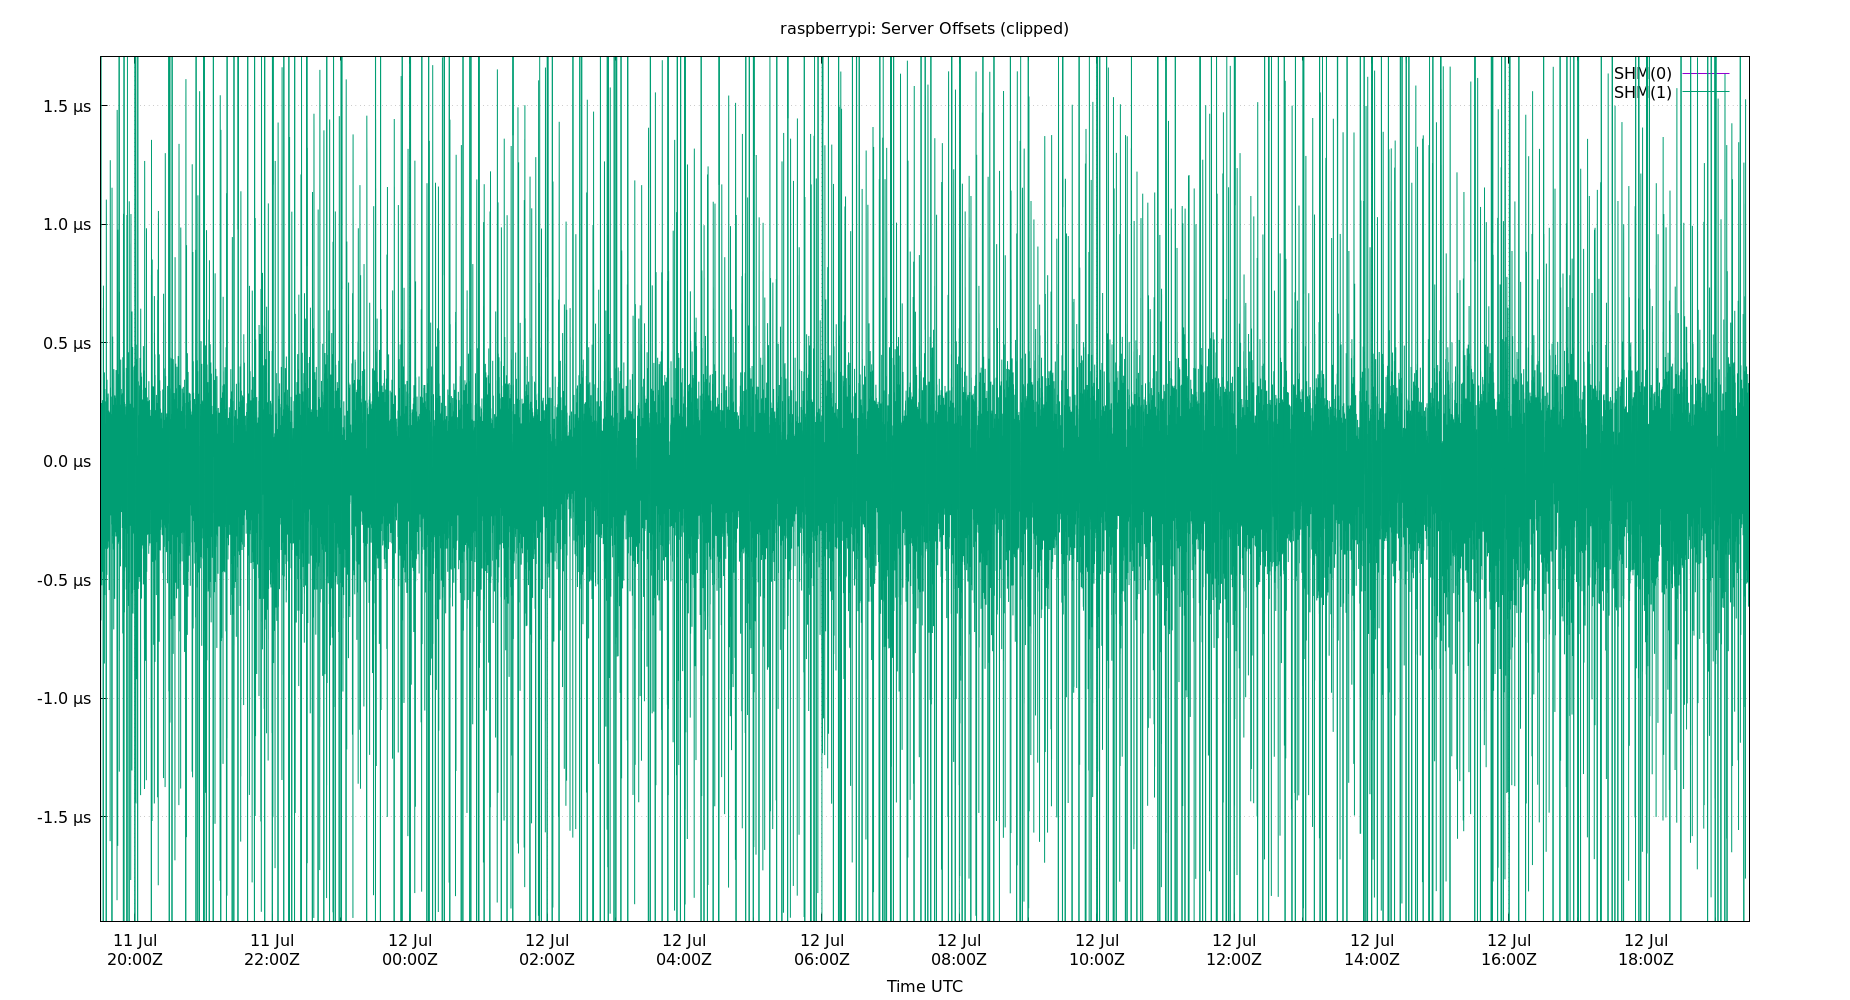 raspberrypi: Server Offsets (clipped)
SHM(0)
SHM(1)
1.5 µs
1.0 µs
0.5 µs
0.0 µs
-0.5 µs
-1.0 µs
-1.5 µs
11 Jul 11 Jul 12 Jul 12 Jul 12 Jul 12 Jul 12 Jul 12 Jul 12 Jul 12 Jul 12 Jul 12 Jul
20:00Z 22:00Z 00:00Z 02:00Z 04:00Z 06:00Z 08:00Z 10:00Z 12:00Z 14:00Z 16:00Z 18:00Z
Time UTC